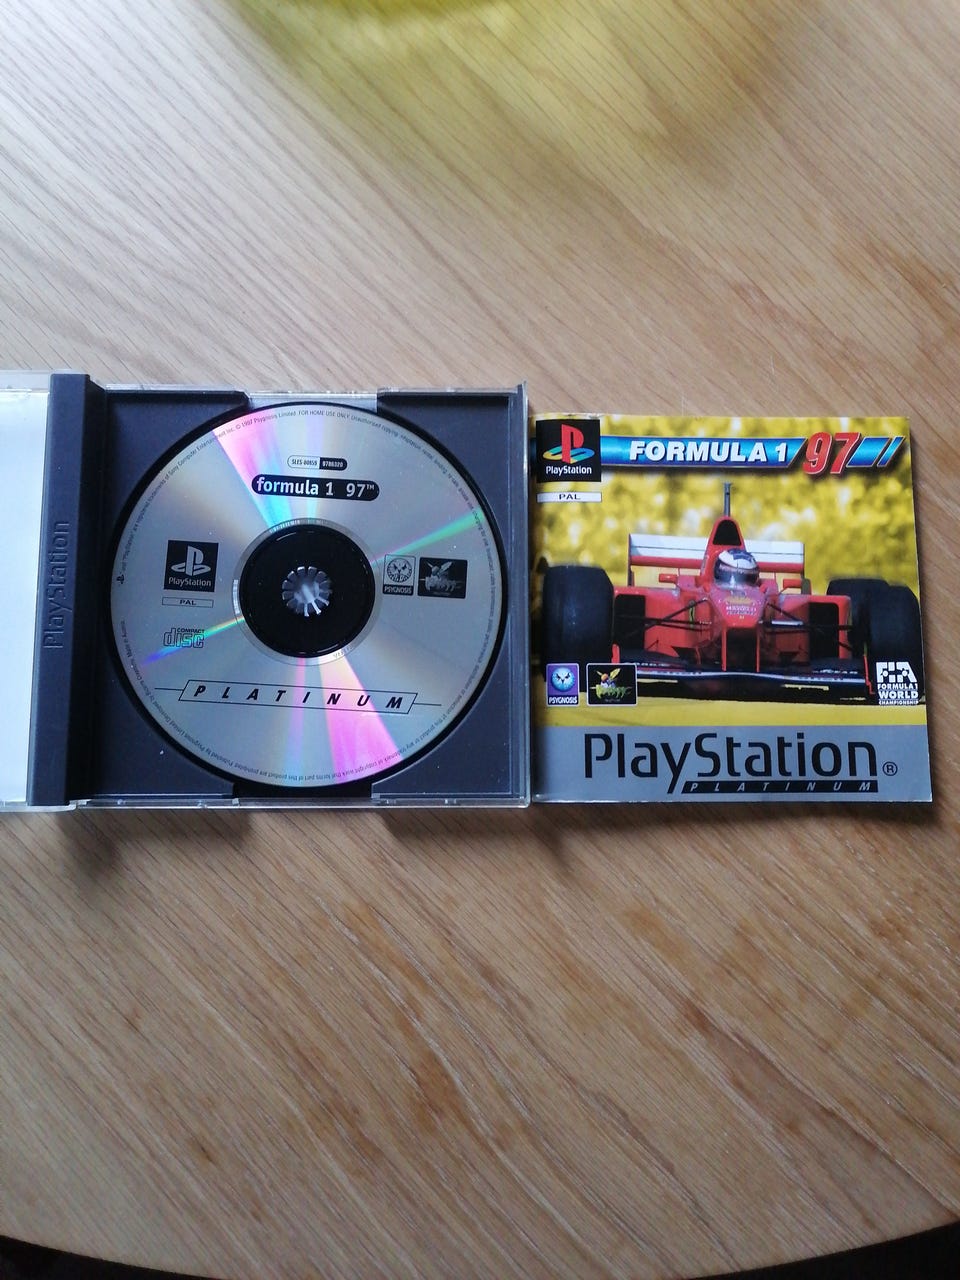 PlayStation
SLES-00859 9786320
formula 1 97™
PlayStation
PAL
COMPACT
disc
PSYGNOSIS
PLATINUM
PlayStation
PAL
FORMULA 1 97
PSYGNOSIS
FIA
FORMULA 1
WORLD
CHAMPIONSHIP
PlayStation®
PLATINUM